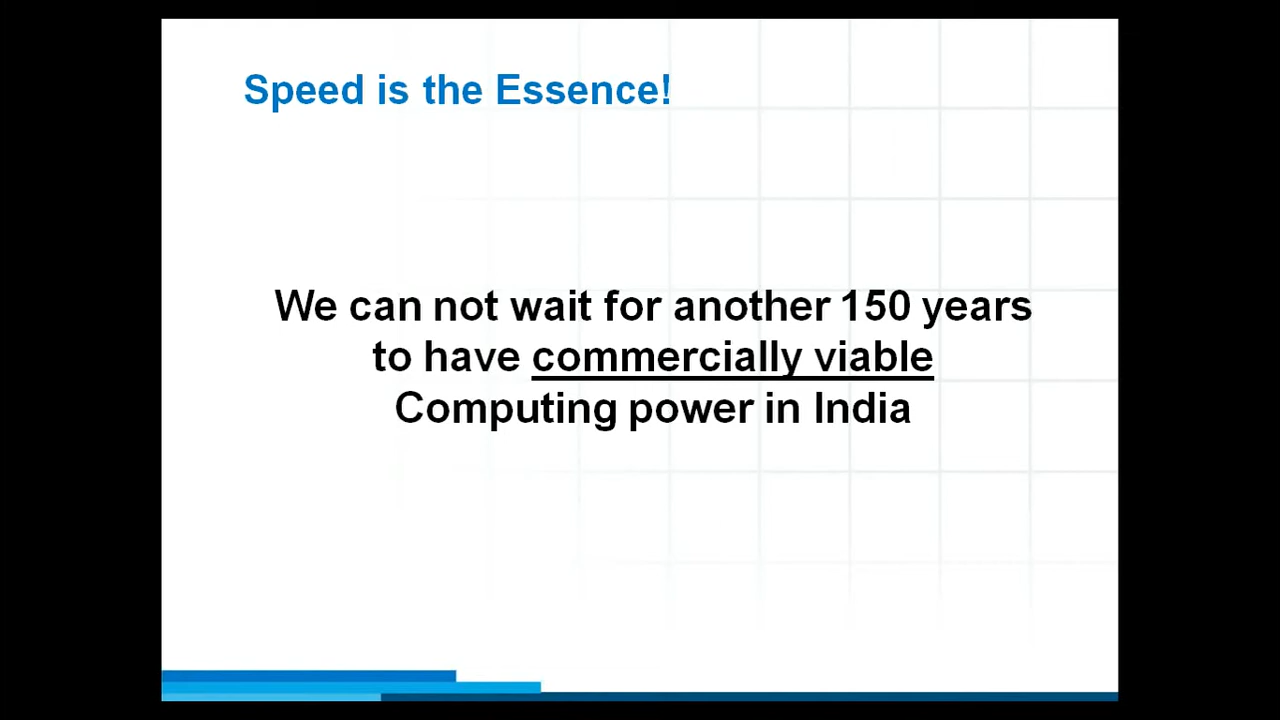 Speed is the Essence!
We can not wait for another 150 years
to have commercially viable
Computing power in India